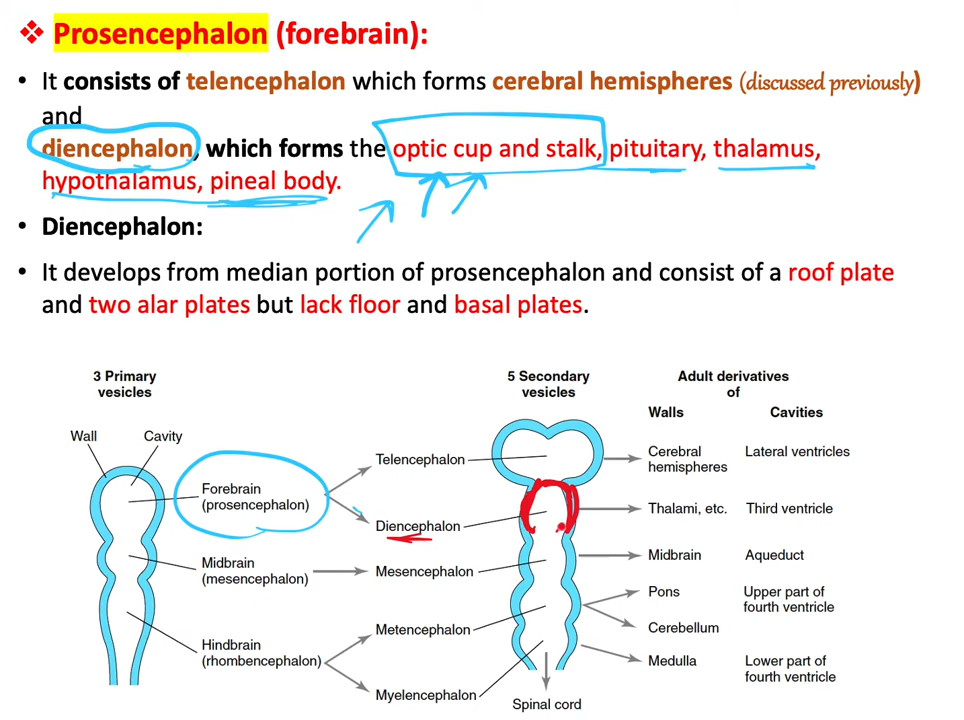 ❖ Prosencephalon (forebrain):
• It consists of telencephalon which forms cerebral hemispheres (discussed previously)
and
diencephalon, which forms the optic cup and stalk, pituitary, thalamus,
hypothalamus, pineal body.
• Diencephalon:
• It develops from median portion of prosencephalon and consist of a roof plate
and two alar plates but lack floor and basal plates.
3 Primary
vesicles
5 Secondary
vesicles
Adult derivatives
of
Walls
Cavities
Wall
Cavity
Telencephalon
Cerebral
hemispheres
Lateral ventricles
Forebrain
(prosencephalon)
Diencephalon
Thalami, etc.
Third ventricle
Midbrain
(mesencephalon)
Mesencephalon
Midbrain
Aqueduct
Metencephalon
Pons
Upper part of
fourth ventricle
Cerebellum
Hindbrain
(rhombencephalon)
Myelencephalon
Medulla
Lower part of
fourth ventricle
Spinal cord